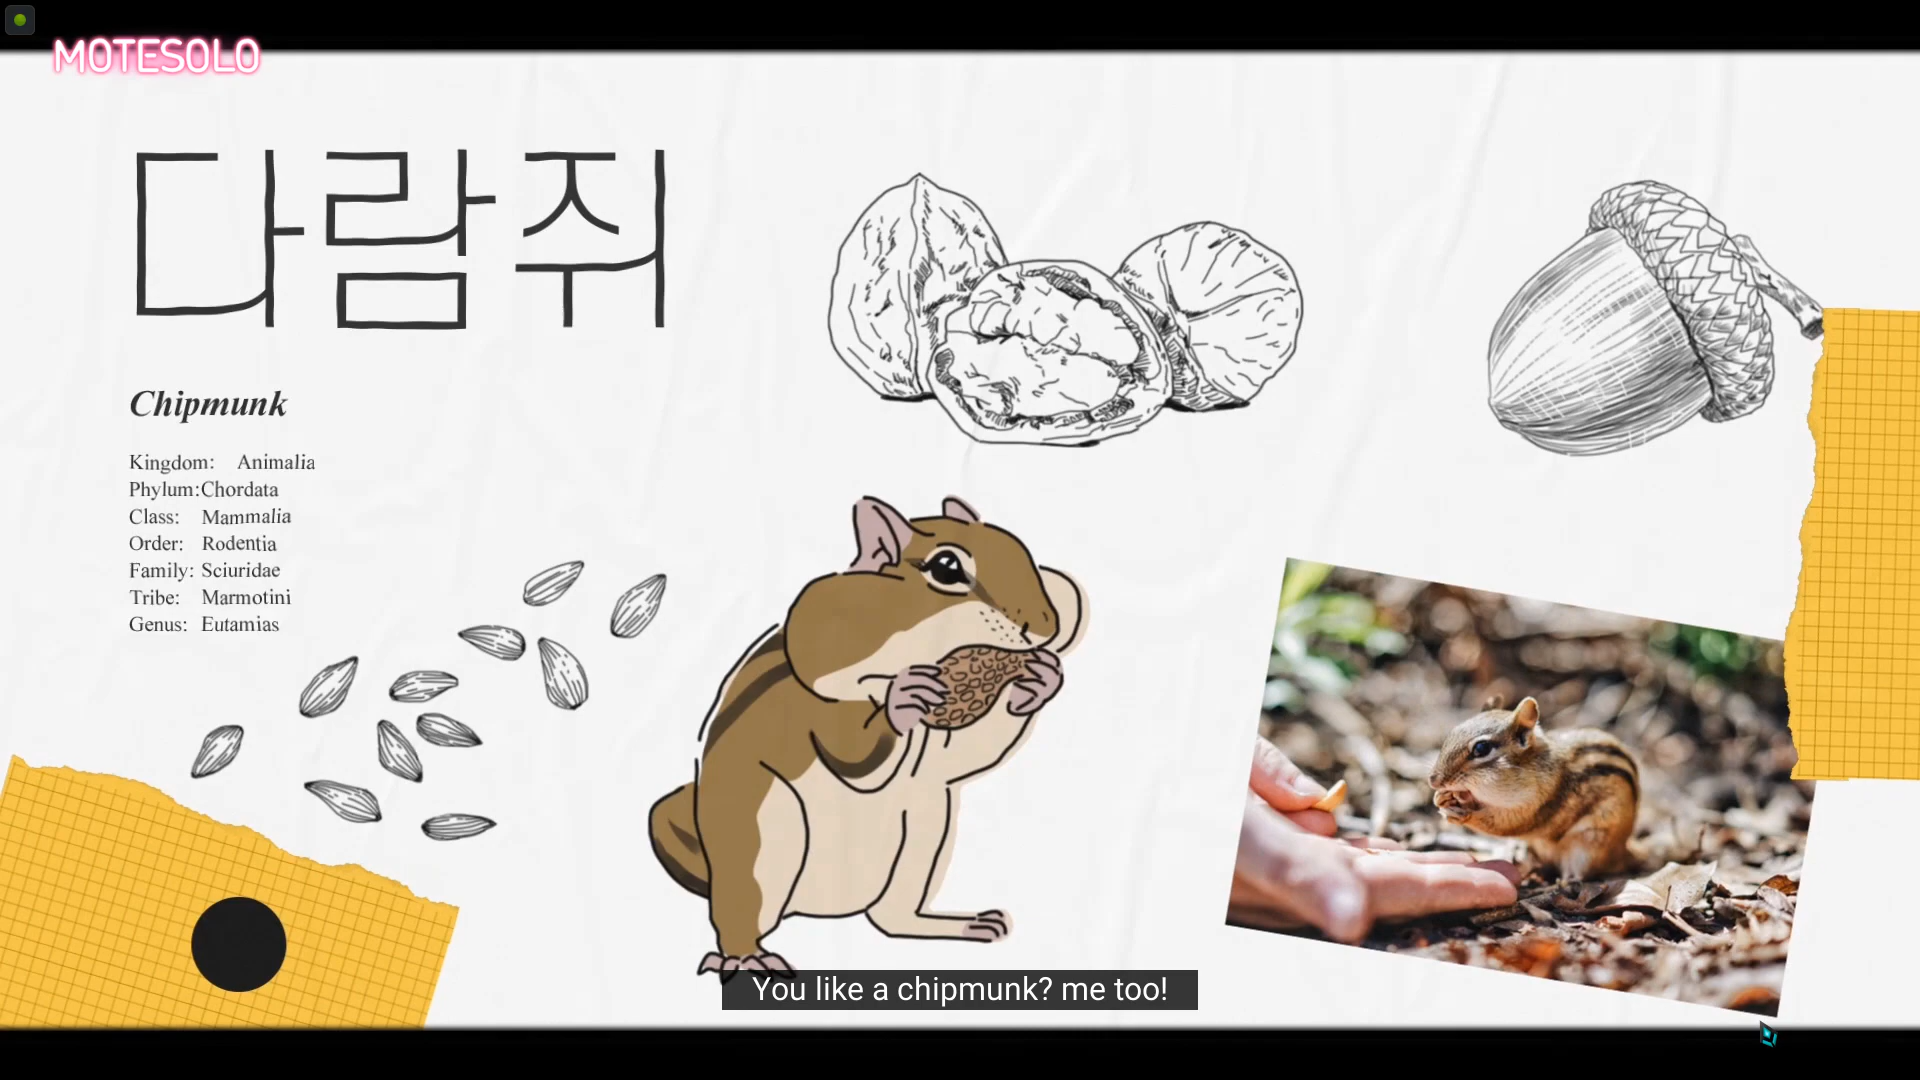 MOTESOLO
다람쥐
Chipmunk
Kingdom: Animalia
Phylum: Chordata
Class: Mammalia
Order: Rodentia
Family: Sciuridae
Tribe: Marmotini
Genus: Eutamias
You like a chipmunk? me too!